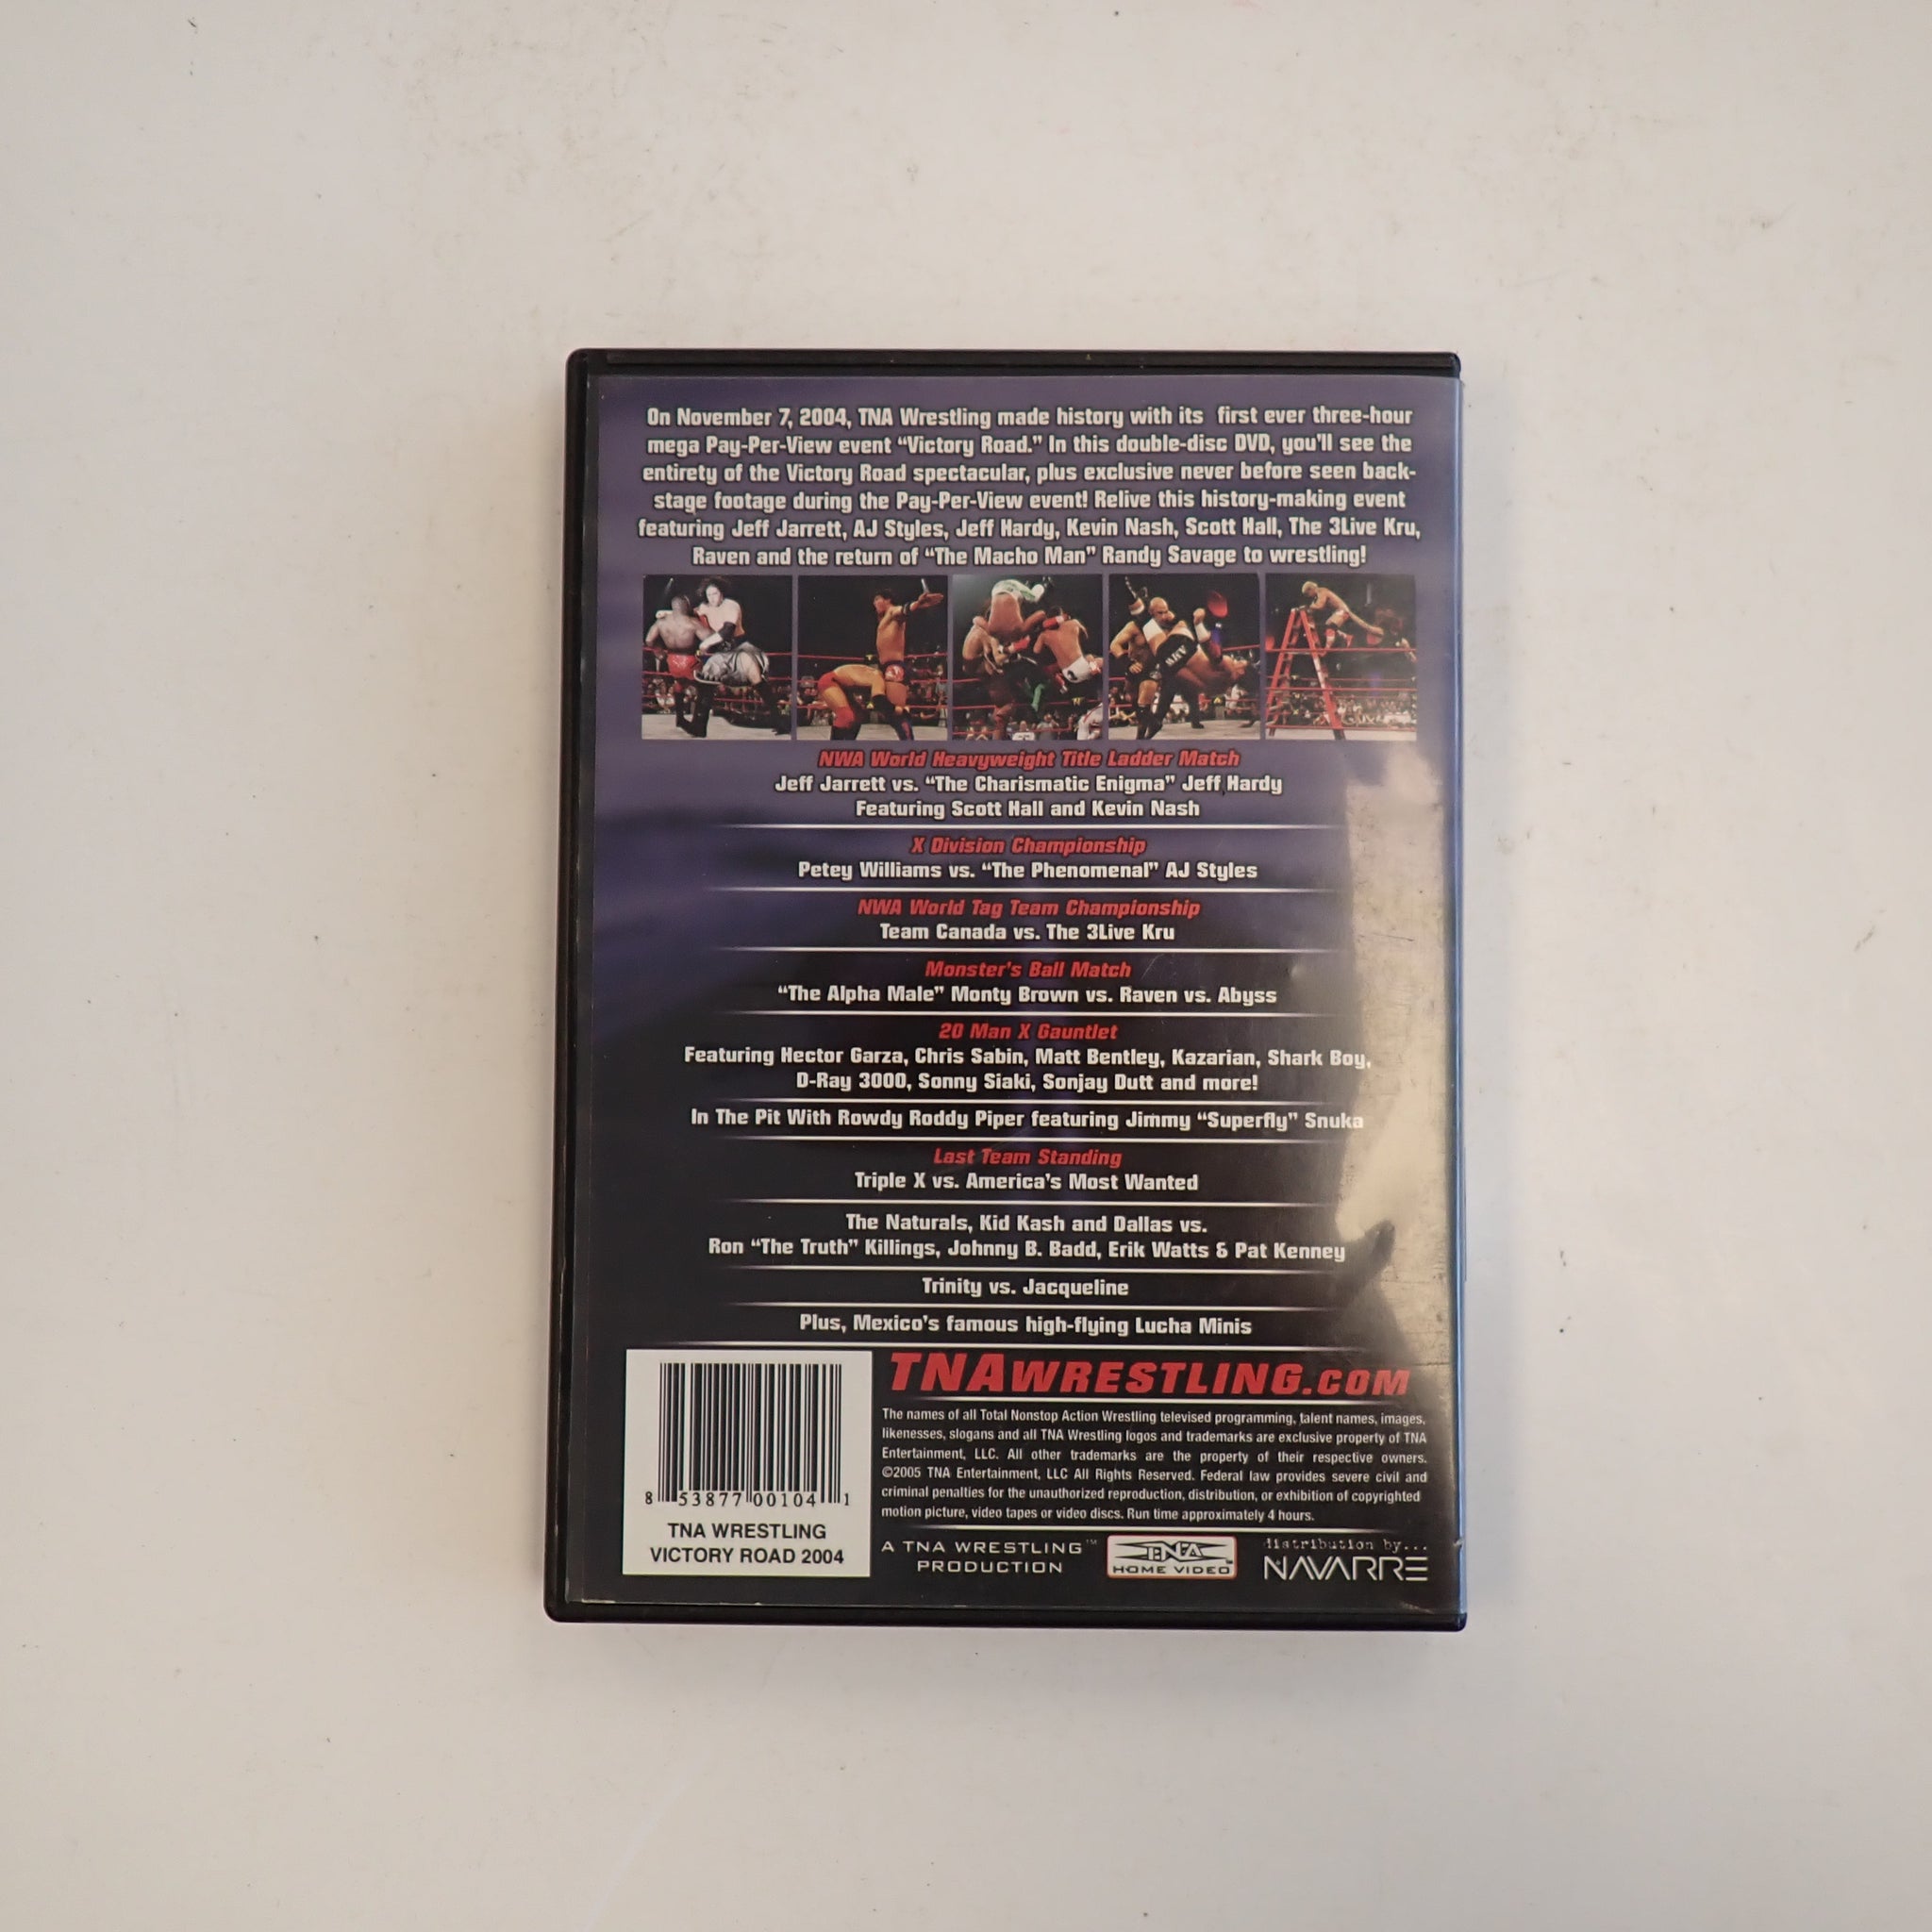 On November 7, 2004, TNA Wrestling made history with its first ever three-hour
mega Pay-Per-View event “Victory Road.” In this double-disc DVD, you’ll see the
entirety of the Victory Road spectacular, plus exclusive never before seen back-
stage footage during the Pay-Per-View event! Relive this history-making event
featuring Jeff Jarrett, AJ Styles, Jeff Hardy, Kevin Nash, Scott Hall, The 3Live Kru,
Raven and the return of “The Macho Man” Randy Savage to wrestling!
NWA World Heavyweight Title Ladder Match
Jeff Jarrett vs. “The Charismatic Enigma” Jeff Hardy
Featuring Scott Hall and Kevin Nash
X Division Championship
Petey Williams vs. “The Phenomenal” AJ Styles
NWA World Tag Team Championship
Team Canada vs. The 3Live Kru
Monster’s Ball Match
“The Alpha Male” Monty Brown vs. Raven vs. Abyss
20 Man X Gauntlet
Featuring Hector Garza, Chris Sabin, Matt Bentley, Kazarian, Shark Boy,
D-Ray 3000, Sonny Siaki, Sonjay Dutt and more!
In The Pit With Rowdy Roddy Piper featuring Jimmy “Superfly” Snuka
Last Team Standing
Triple X vs. America’s Most Wanted
The Naturals, Kid Kash and Dallas vs.
Ron “The Truth” Killings, Johnny B. Badd, Erik Watts & Pat Kenney
Trinity vs. Jacqueline
Plus, Mexico’s famous high-flying Lucha Minis
TNAWRESTLING.COM
The names of all Total Nonstop Action Wrestling televised programming, talent names, images,
likenesses, slogans and all TNA Wrestling logos and trademarks are exclusive property of TNA
Entertainment, LLC. All other trademarks are the property of their respective owners.
©2005 TNA Entertainment, LLC All Rights Reserved. Federal law provides severe civil and
criminal penalties for the unauthorized reproduction, distribution, or exhibition of copyrighted
motion picture, video tapes or video discs. Run time approximately 4 hours.
8 53877 00104 1
TNA WRESTLING
VICTORY ROAD 2004
A TNA WRESTLING™
PRODUCTION
TNA
HOME VIDEO
distribution by...
NAVARRE